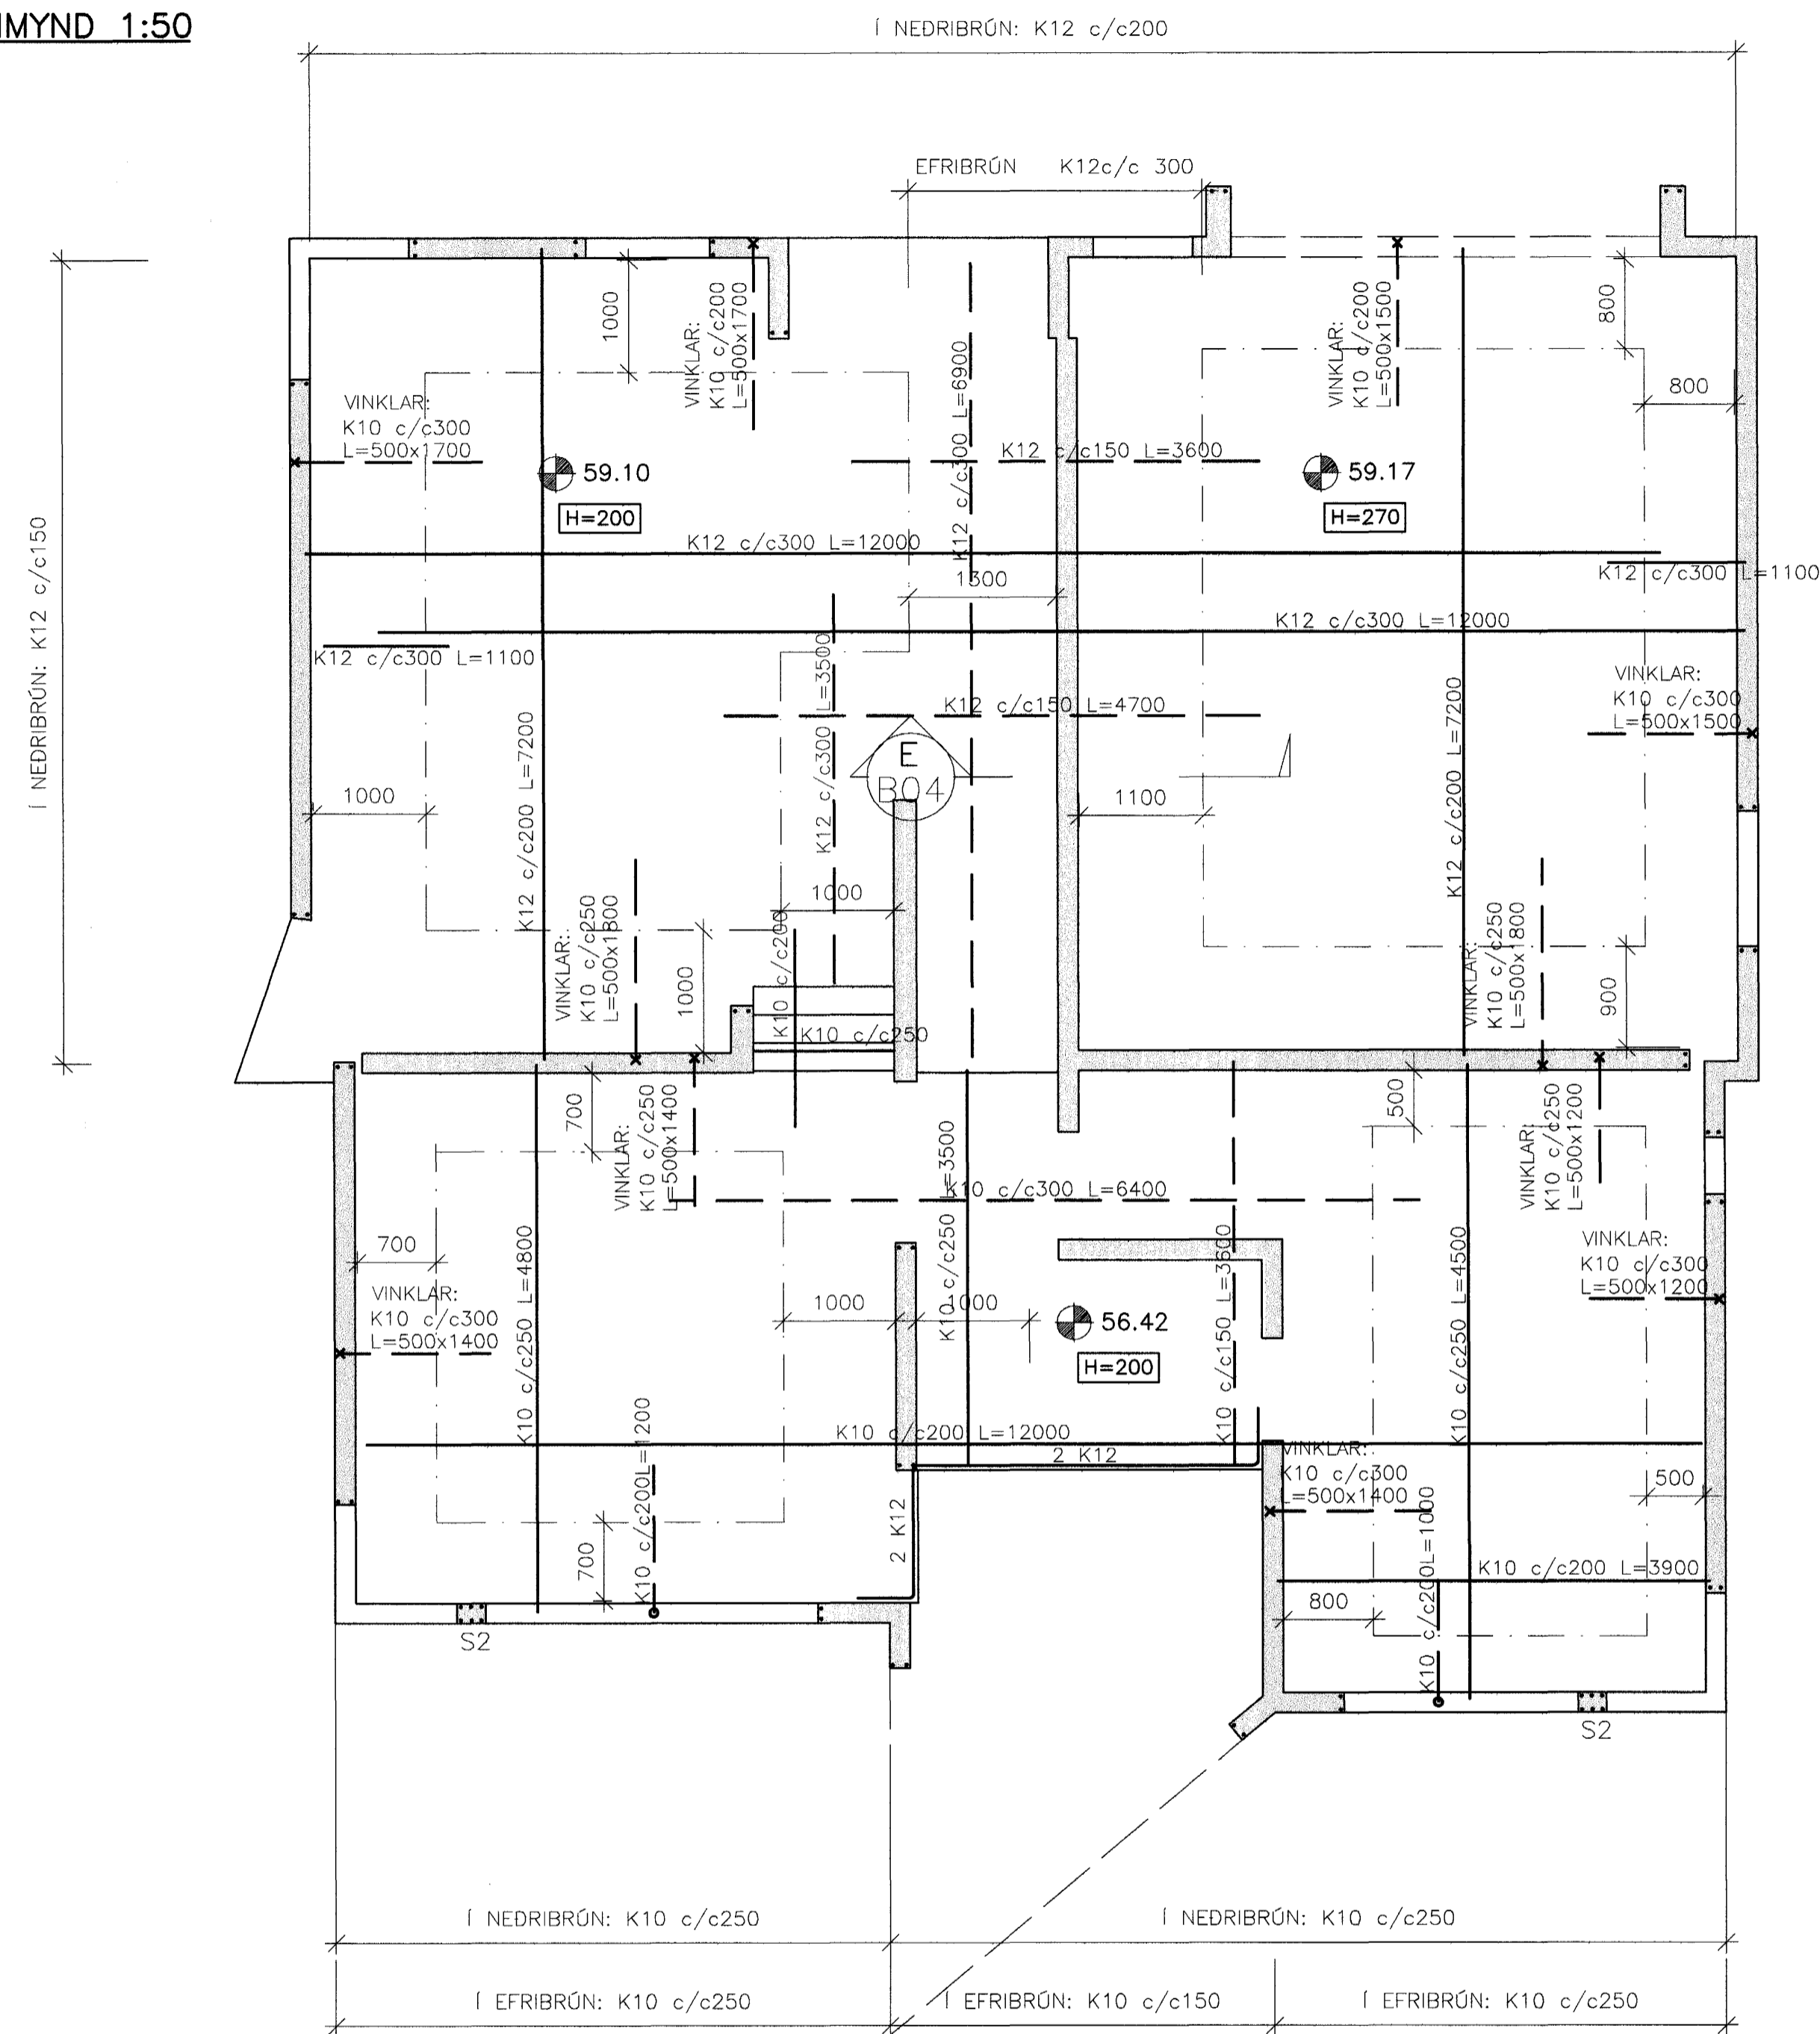 MYND 1:50
Í NEÐRIBRÚN: K12 c/c200
EFRIBRÚN K12c/c 300
Í NEÐRIBRÚN: K12 c/c150
1000
VINKLAR:
K10 c/c200
L=500x1700
VINKLAR:
K10 c/c200
L=500x1500
800
800
VINKLAR:
K10 c/c300
L=500x1700
K12 c/c300 L=6900
K12 c/c150 L=3600
59.10
H=200
59.17
H=270
K12 c/c300 L=12000
K12 c/c300 L=1100
1300
K12 c/c300 L=12000
K12 c/c300 L=1100
K12 c/c300 L=3500
VINKLAR:
K10 c/c300
L=500x1500
K12 c/c150 L=4700
K12 c/c200 L=7200
K12 c/c200 L=7200
E
B04
1000
1100
1000
VINKLAR:
K10 c/c250
L=500x1800
1000
K10 c/c200
K10 c/c250
VINKLAR:
K10 c/c250
L=500x1800
900
700
VINKLAR:
K10 c/c250
L=500x1400
500
VINKLAR:
K10 c/c250
L=500x1200
K10 c/c250 L=3500
K10 c/c300 L=6400
700
K10 c/c250 L=4800
K10 c/c150 L=3600
K10 c/c250 L=4500
VINKLAR:
K10 c/c300
L=500x1200
VINKLAR:
K10 c/c300
L=500x1400
1000
1000
56.42
H=200
K10 c/c200L=1200
K10 c/c200 L=12000
2 K12
VINKLAR:
K10 c/c300
L=500x1400
500
2 K12
700
K10 c/c200L=1000
K10 c/c200 L=3900
800
S2
S2
Í NEÐRIBRÚN: K10 c/c250
Í NEÐRIBRÚN: K10 c/c250
Í EFRIBRÚN: K10 c/c250
Í EFRIBRÚN: K10 c/c150
Í EFRIBRÚN: K10 c/c250